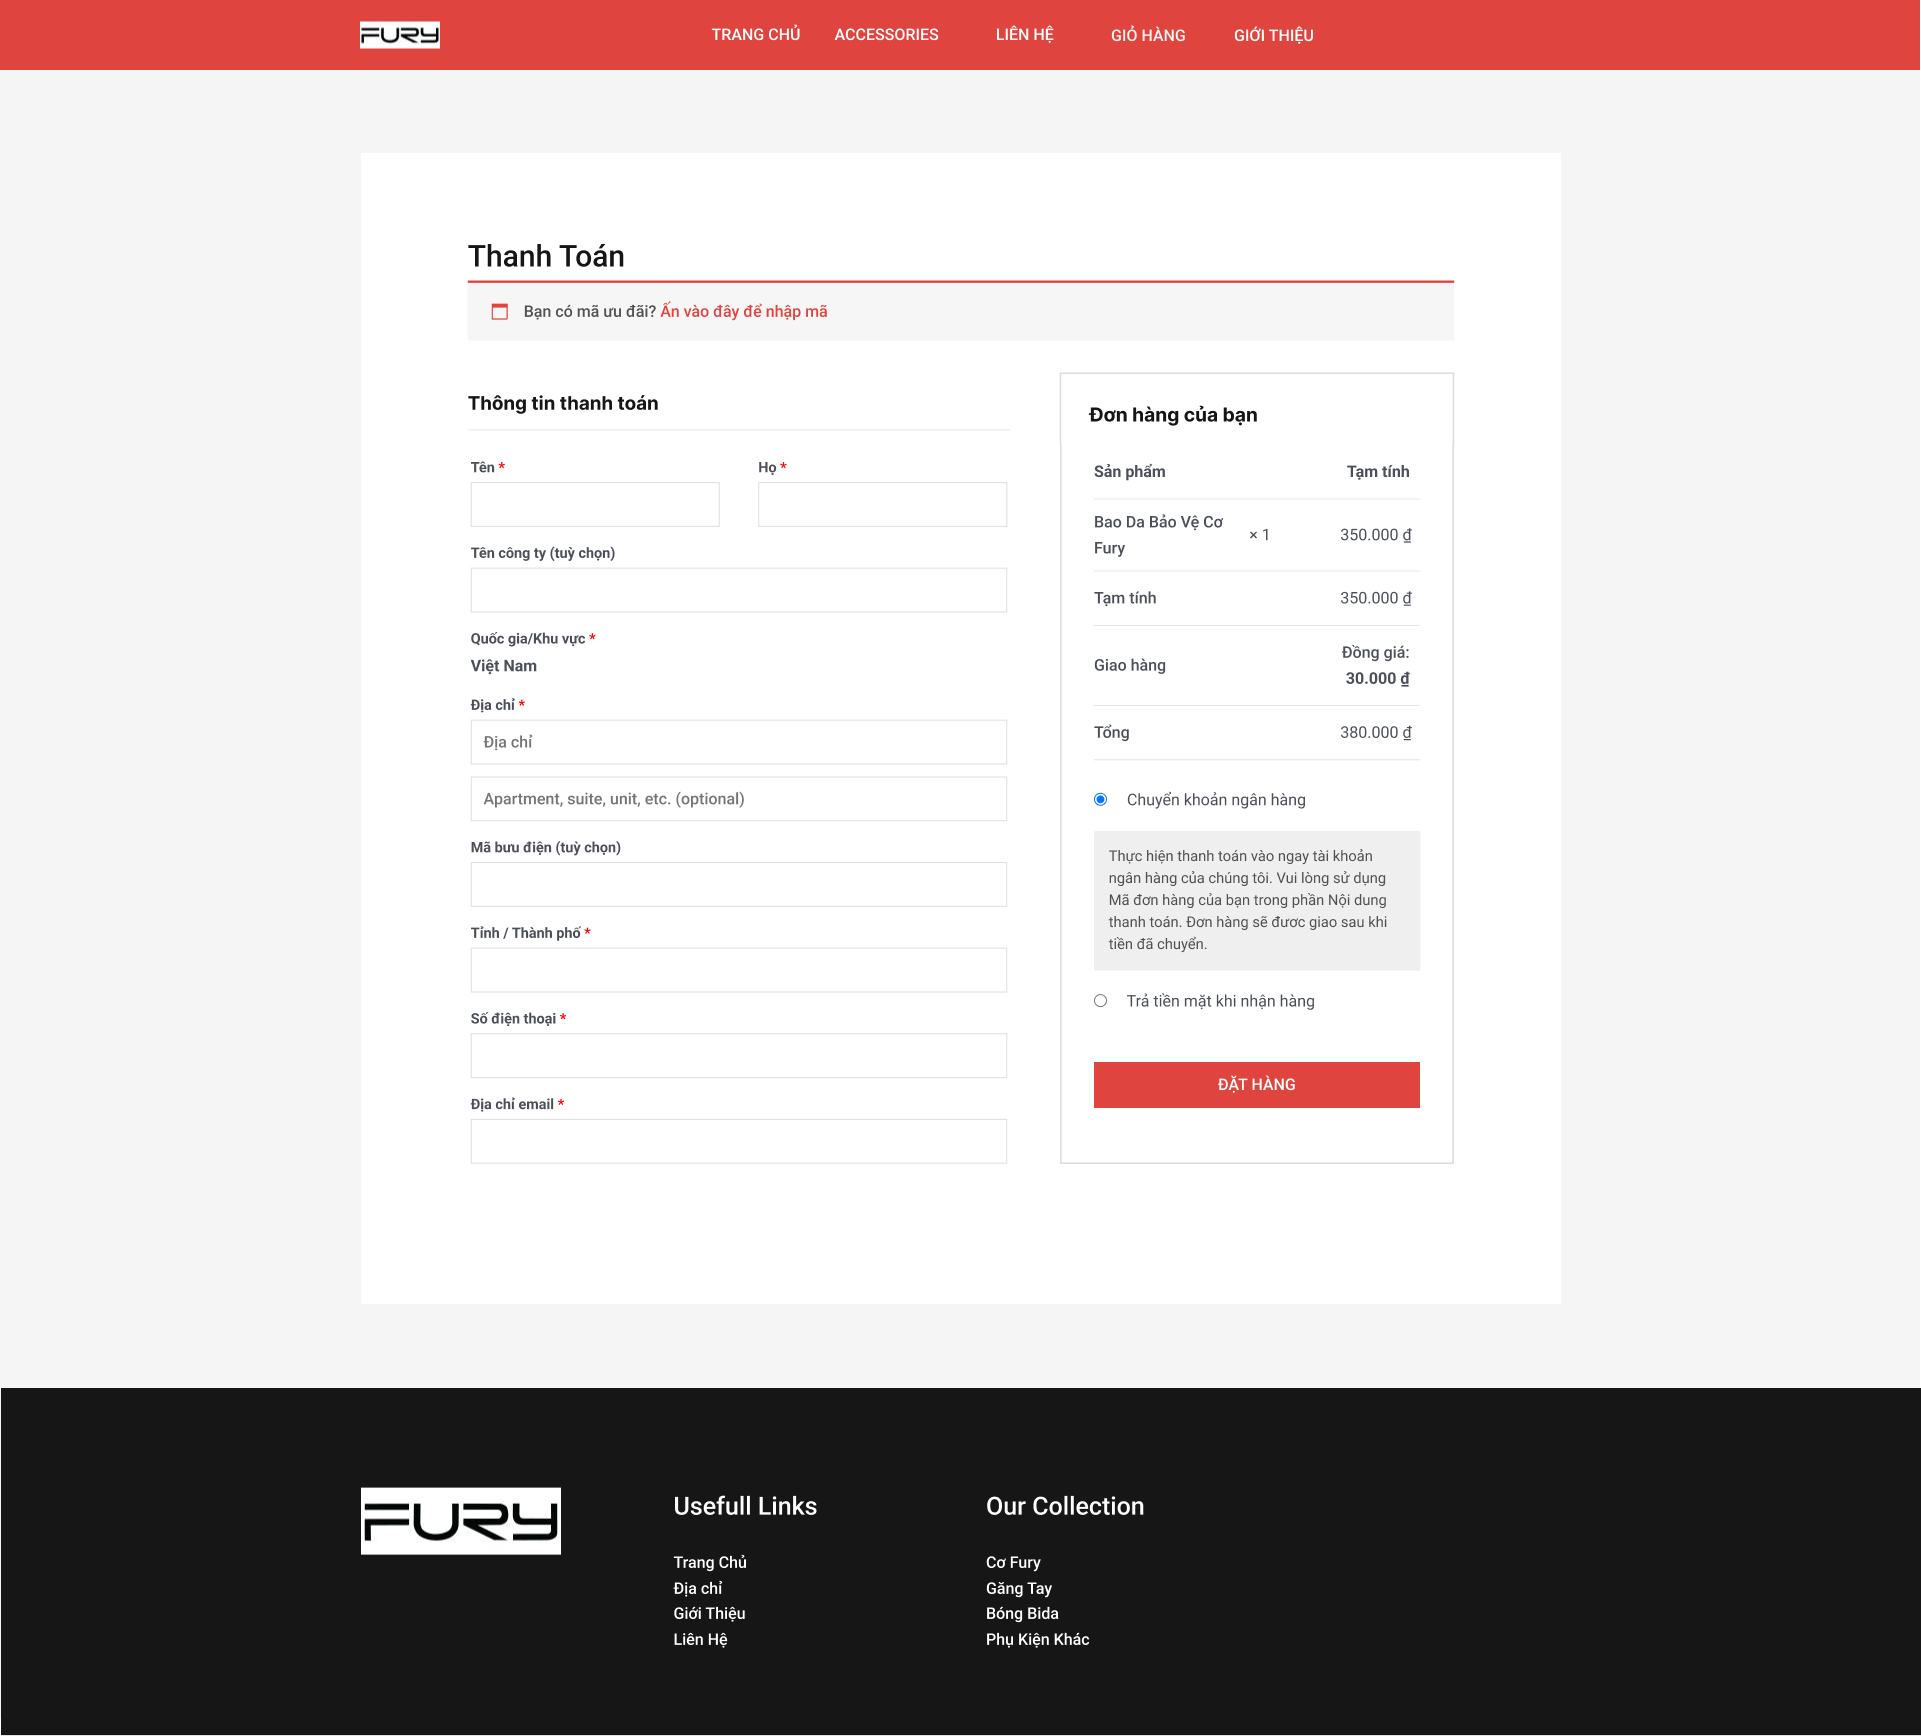 FURY
TRANG CHỦ ACCESSORIES LIÊN HỆ GIỎ HÀNG GIỚI THIỆU
Thanh Toán
Bạn có mã ưu đãi? Ấn vào đây để nhập mã
Thông tin thanh toán
Tên * Họ *
Tên công ty (tuỳ chọn)
Quốc gia/Khu vực *
Việt Nam
Địa chỉ *
Địa chỉ
Apartment, suite, unit, etc. (optional)
Mã bưu điện (tuỳ chọn)
Tỉnh / Thành phố *
Số điện thoại *
Địa chỉ email *
Đơn hàng của bạn
Sản phẩm Tạm tính
Bao Da Bảo Vệ Cơ
Fury × 1 350.000 ₫
Tạm tính 350.000 ₫
Giao hàng Đồng giá:
30.000 ₫
Tổng 380.000 ₫
Chuyển khoản ngân hàng
Thực hiện thanh toán vào ngay tài khoản
ngân hàng của chúng tôi. Vui lòng sử dụng
Mã đơn hàng của bạn trong phần Nội dung
thanh toán. Đơn hàng sẽ đươc giao sau khi
tiền đã chuyển.
Trả tiền mặt khi nhận hàng
ĐẶT HÀNG
FURY
Usefull Links
Trang Chủ
Địa chỉ
Giới Thiệu
Liên Hệ
Our Collection
Cơ Fury
Găng Tay
Bóng Bida
Phụ Kiện Khác